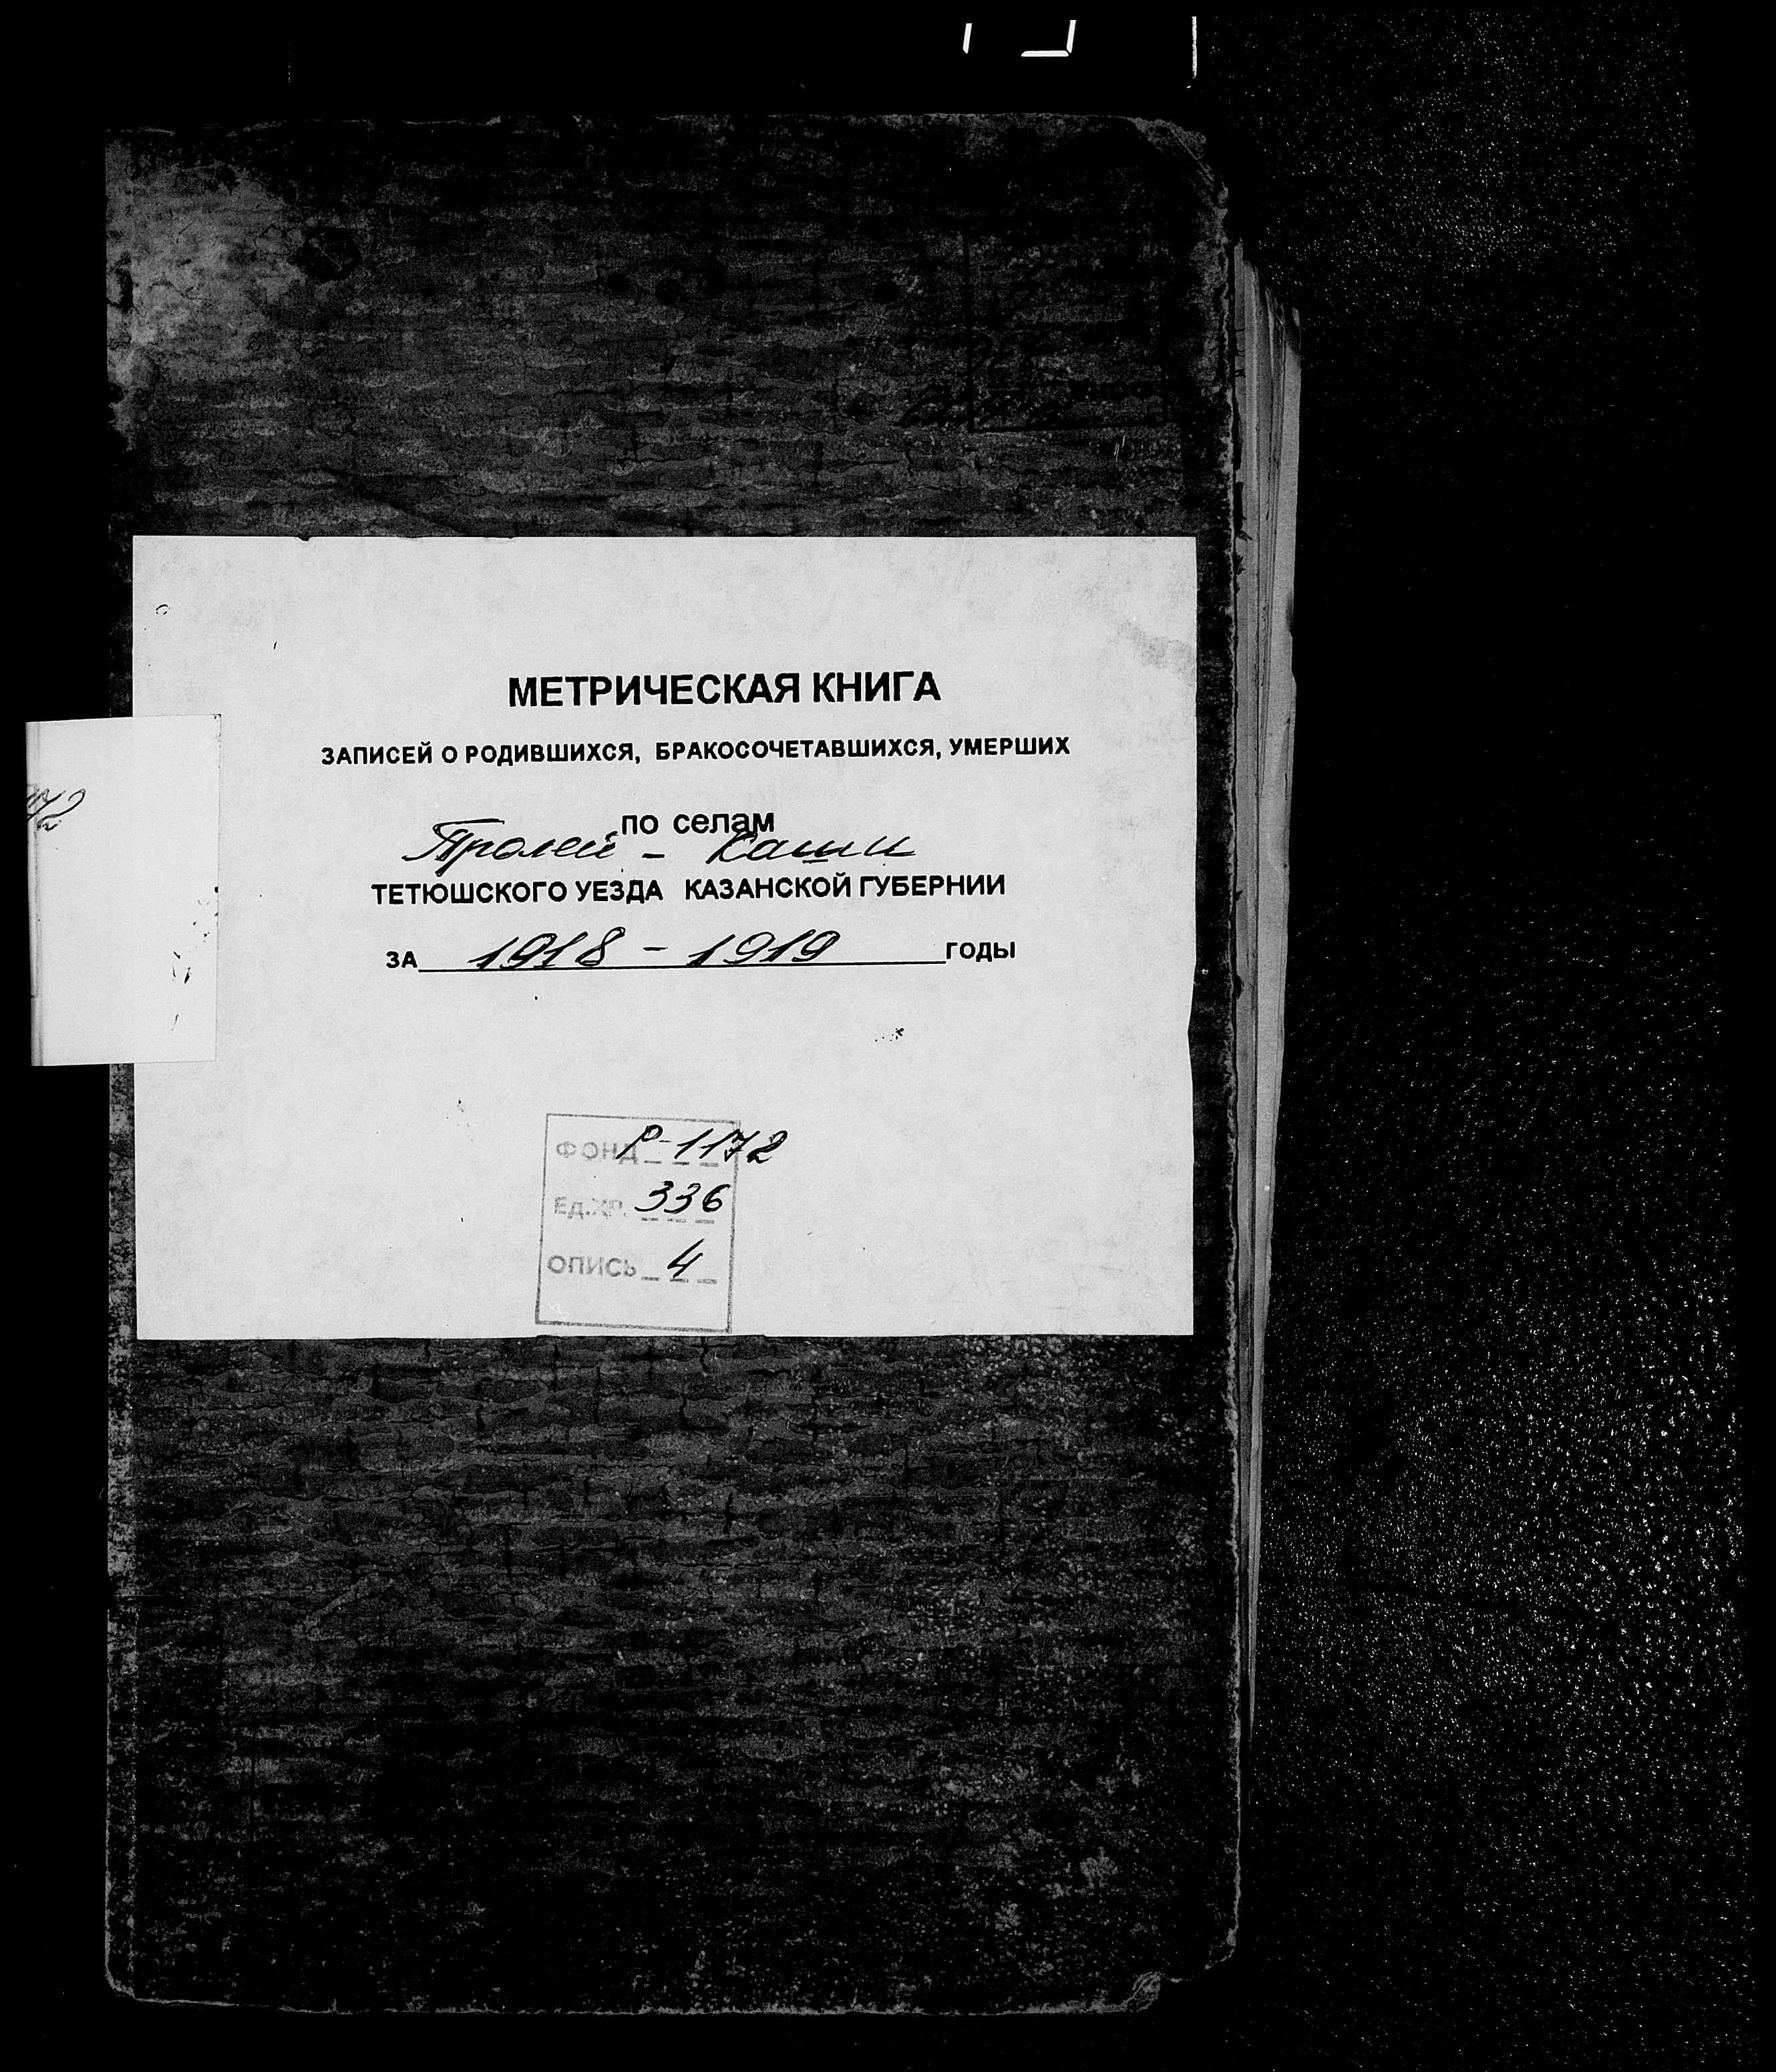 МЕТРИЧЕСКАЯ КНИГА
ЗАПИСЕЙ О РОДИВШИХСЯ, БРАКОСОЧЕТАВШИХСЯ, УМЕРШИХ
по селам
Пролей - Каши
ТЕТЮШСКОГО УЕЗДА КАЗАНСКОЙ ГУБЕРНИИ
ЗА 1918 - 1919 ГОДЫ
72
ФОНД Р-1172
Ед.ХР. 336
ОПИСЬ 4